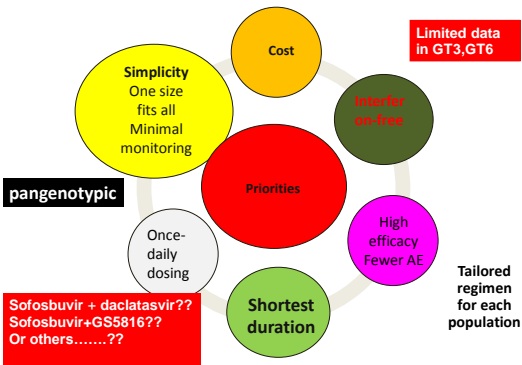 Cost
Limited data
in GT3,GT6
Simplicity
One size
fits all
Minimal
monitoring
Interfer
on-free
Priorities
pangenotypic
High
efficacy
Fewer AE
Once-
daily
dosing
Tailored
regimen
for each
population
Shortest
duration
Sofosbuvir + daclatasvir??
Sofosbuvir+GS5816??
Or others.......??